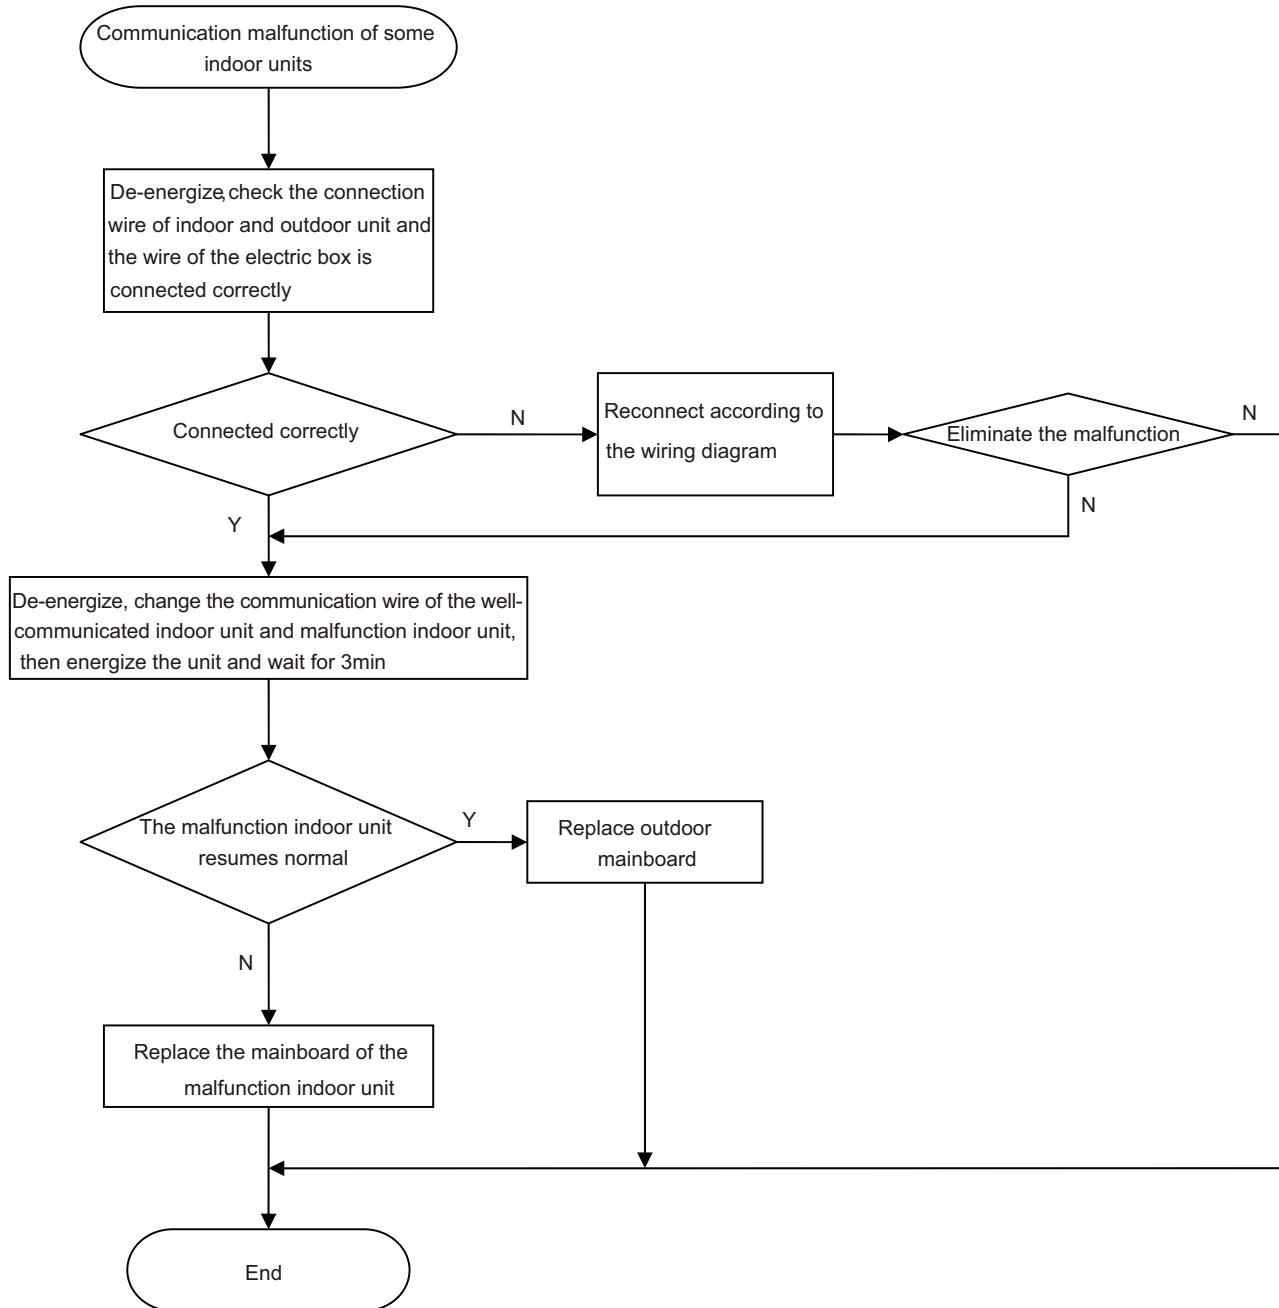 Communication malfunction of some
indoor units
De-energize,check the connection
wire of indoor and outdoor unit and
the wire of the electric box is
connected correctly
Connected correctly
N
Reconnect according to
the wiring diagram
Eliminate the malfunction
N
N
Y
De-energize, change the communication wire of the well-
communicated indoor unit and malfunction indoor unit,
then energize the unit and wait for 3min
The malfunction indoor unit
resumes normal
Y
Replace outdoor
mainboard
N
Replace the mainboard of the
malfunction indoor unit
End